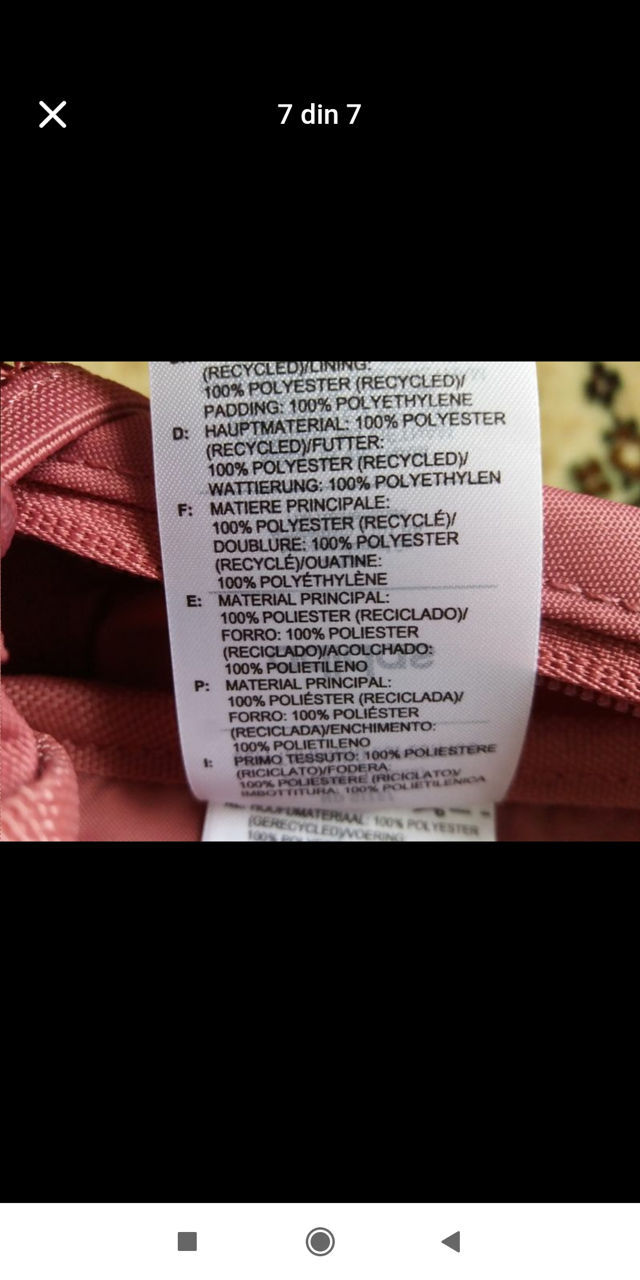 7 din 7
(RECYCLED)/LINING:
100% POLYESTER (RECYCLED)/
PADDING: 100% POLYETHYLENE
D: HAUPTMATERIAL: 100% POLYESTER
(RECYCLED)/FUTTER:
100% POLYESTER (RECYCLED)/
WATTIERUNG: 100% POLYETHYLEN
F: MATIERE PRINCIPALE:
100% POLYESTER (RECYCLÉ)/
DOUBLURE: 100% POLYESTER
(RECYCLÉ)/OUATINE:
100% POLYÉTHYLÈNE
E: MATERIAL PRINCIPAL:
100% POLIESTER (RECICLADO)/
FORRO: 100% POLIESTER
(RECICLADO)/ACOLCHADO:
100% POLIETILENO
P: MATERIAL PRINCIPAL:
100% POLIÉSTER (RECICLADA)/
FORRO: 100% POLIÉSTER
(RECICLADA)/ENCHIMENTO:
100% POLIETILENO
I: PRIMO TESSUTO: 100% POLIESTERE
(RICICLATO)/FODERA:
100% POLIESTERE (RICICLATO)/
IMBOTTITURA: 100% POLIETILENICA
HOOFDMATERIAAL: 100% POLYESTER
(GERECYCLED)/VOERING:
100%